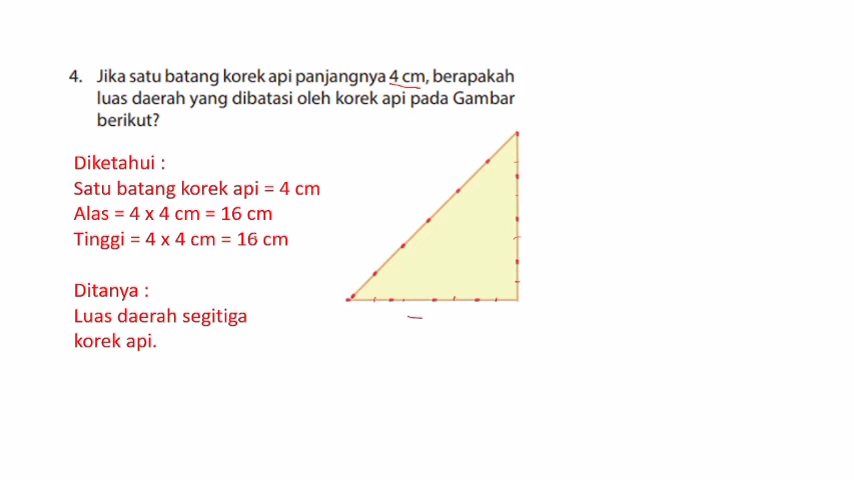 4. Jika satu batang korek api panjangnya 4 cm, berapakah
luas daerah yang dibatasi oleh korek api pada Gambar
berikut?
Diketahui :
Satu batang korek api = 4 cm
Alas = 4 x 4 cm = 16 cm
Tinggi = 4 x 4 cm = 16 cm
Ditanya :
Luas daerah segitiga
korek api.